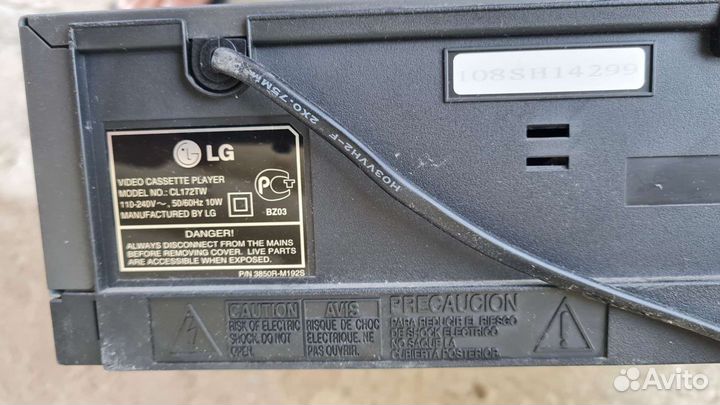 108SH14299
H03VVH2-F 2X0.75MM²
LG
VIDEO CASSETTE PLAYER
MODEL NO.: CL172TW
110-240V~, 50/60Hz 10W
MANUFACTURED BY LG
PCT
BZ03
DANGER!
ALWAYS DISCONNECT FROM THE MAINS
BEFORE REMOVING COVER. LIVE PARTS
ARE ACCESSIBLE WHEN EXPOSED.
P/N 3850R-M192S
CAUTION
RISK OF ELECTRIC
SHOCK. DO NOT
OPEN.
AVIS
RISQUE DE CHOC
ELECTRIQUE. NE
PAS OUVRIR.
PRECAUCION
PARA REDUCIR EL RIESGO
DE SHOCK ELECTRICO
NO SAQUE LA
CUBIERTA POSTERIOR.
Avito